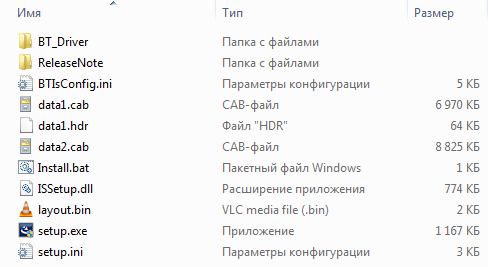 Имя Тип Размер
BT_Driver Папка с файлами
ReleaseNote Папка с файлами
BTIsConfig.ini Параметры конфигурации 5 КБ
data1.cab CAB-файл 6 970 КБ
data1.hdr Файл "HDR" 64 КБ
data2.cab CAB-файл 8 825 КБ
Install.bat Пакетный файл Windows 1 КБ
ISSetup.dll Расширение приложения 774 КБ
layout.bin VLC media file (.bin) 2 КБ
setup.exe Приложение 1 167 КБ
setup.ini Параметры конфигурации 3 КБ